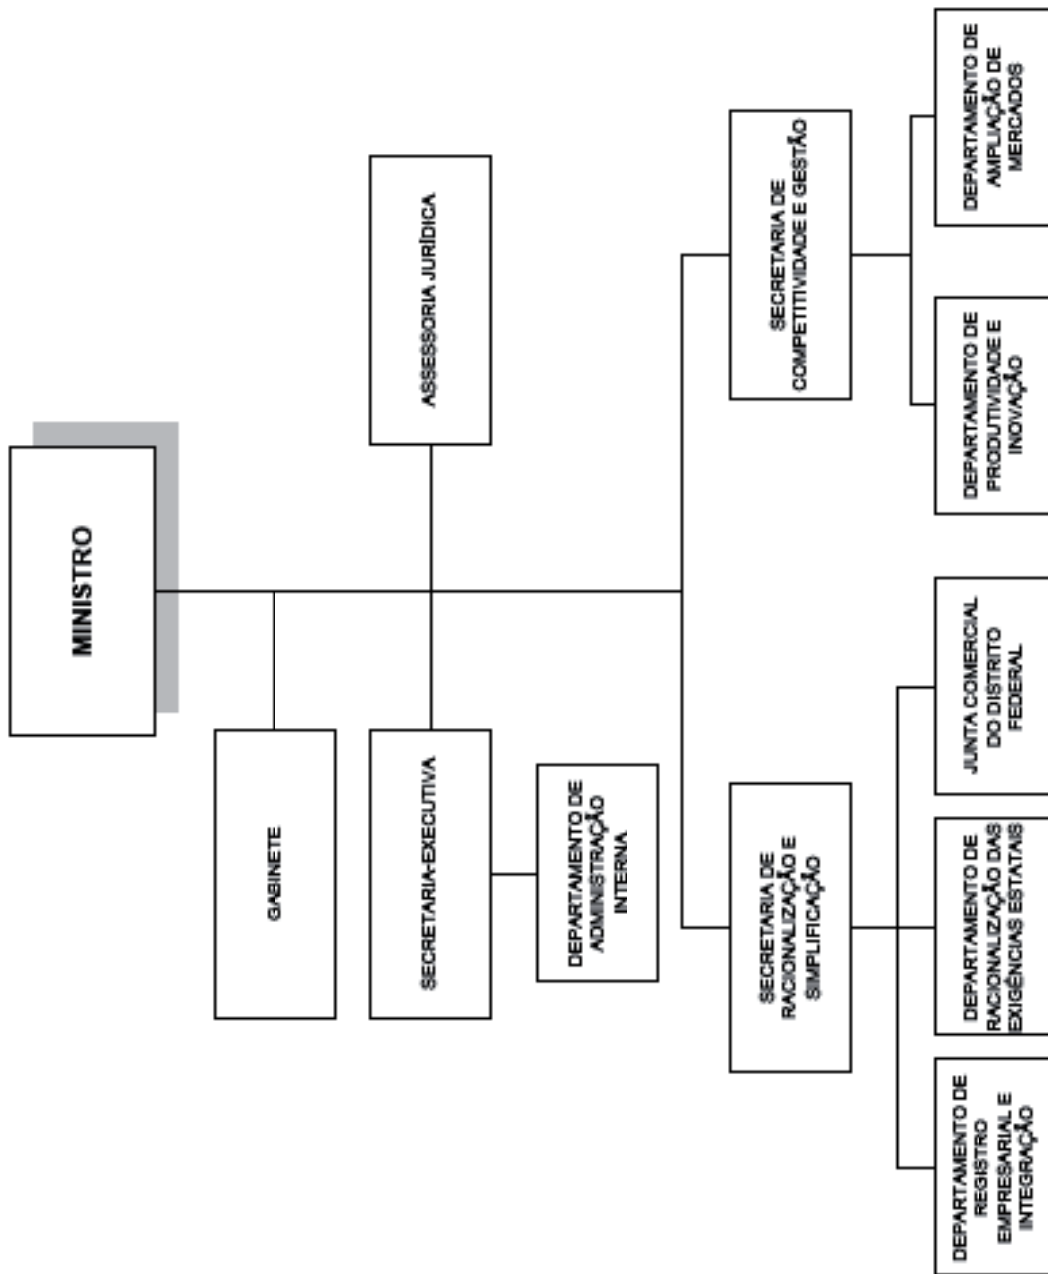 MINISTRO
GABINETE
SECRETARIA-EXECUTIVA
ASSESSORIA JURÍDICA
DEPARTAMENTO DE
ADMINISTRAÇÃO
INTERNA
SECRETARIA DE
RACIONALIZAÇÃO E
SIMPLIFICAÇÃO
SECRETARIA DE
COMPETITIVIDADE E GESTÃO
DEPARTAMENTO DE
REGISTRO
EMPRESARIAL E
INTEGRAÇÃO
DEPARTAMENTO DE
RACIONALIZAÇÃO DAS
EXIGÊNCIAS ESTATAIS
JUNTA COMERCIAL
DO DISTRITO
FEDERAL
DEPARTAMENTO DE
PRODUTIVIDADE E
INOVAÇÃO
DEPARTAMENTO DE
AMPLIAÇÃO DE
MERCADOS